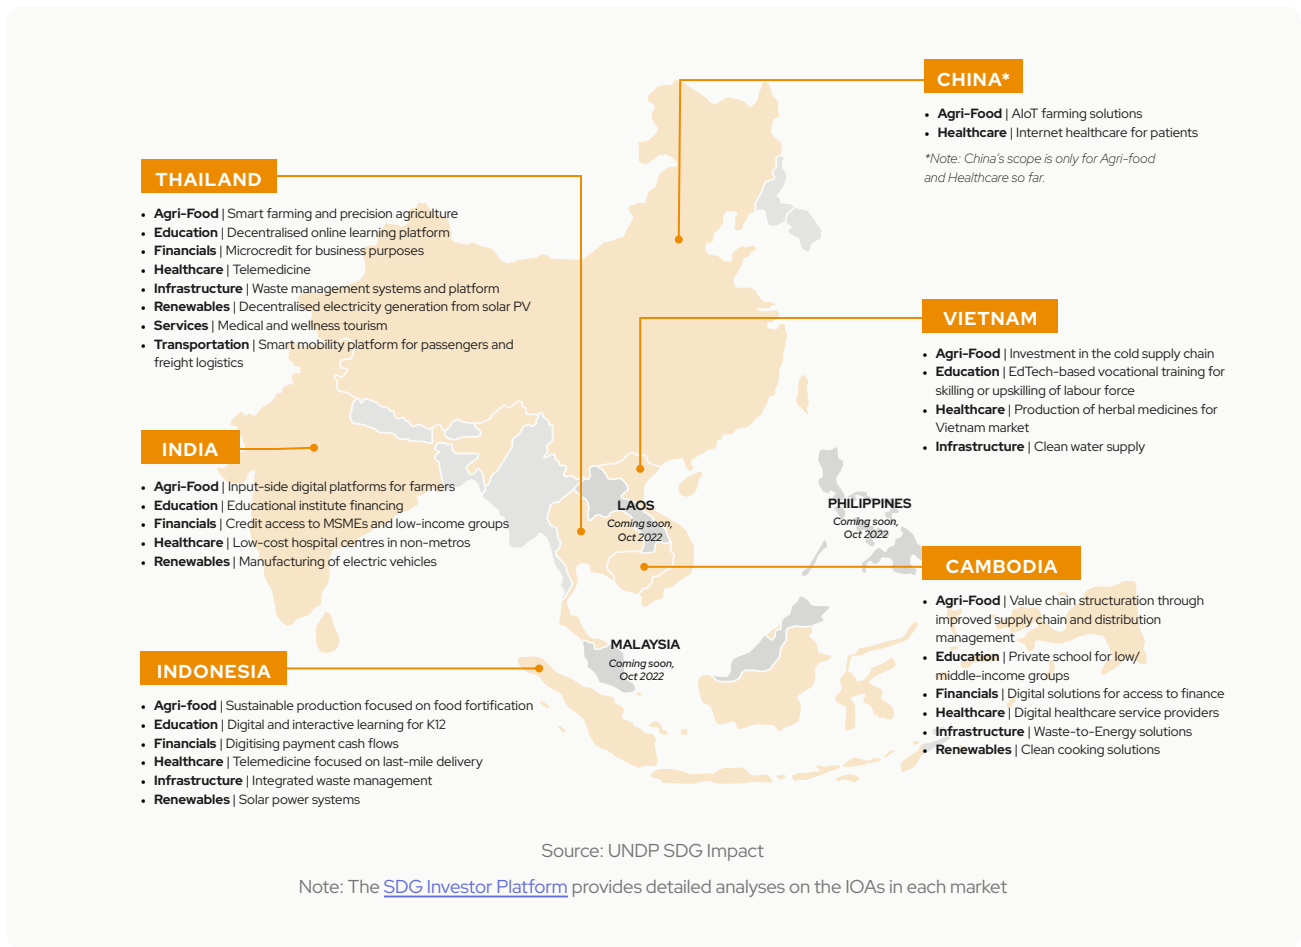 CHINA*
• Agri-Food | AIoT farming solutions
• Healthcare | Internet healthcare for patients
*Note: China's scope is only for Agri-food
and Healthcare so far.
THAILAND
• Agri-Food | Smart farming and precision agriculture
• Education | Decentralised online learning platform
• Financials | Microcredit for business purposes
• Healthcare | Telemedicine
• Infrastructure | Waste management systems and platform
• Renewables | Decentralised electricity generation from solar PV
• Services | Medical and wellness tourism
• Transportation | Smart mobility platform for passengers and
freight logistics
VIETNAM
• Agri-Food | Investment in the cold supply chain
• Education | EdTech-based vocational training for
skilling or upskilling of labour force
• Healthcare | Production of herbal medicines for
Vietnam market
• Infrastructure | Clean water supply
INDIA
• Agri-Food | Input-side digital platforms for farmers
• Education | Educational institute financing
• Financials | Credit access to MSMEs and low-income groups
• Healthcare | Low-cost hospital centres in non-metros
• Renewables | Manufacturing of electric vehicles
LAOS
Coming soon,
Oct 2022
PHILIPPINES
Coming soon,
Oct 2022
CAMBODIA
• Agri-Food | Value chain structuration through
improved supply chain and distribution
management
• Education | Private school for low/
middle-income groups
• Financials | Digital solutions for access to finance
• Healthcare | Digital healthcare service providers
• Infrastructure | Waste-to-Energy solutions
• Renewables | Clean cooking solutions
MALAYSIA
Coming soon,
Oct 2022
INDONESIA
• Agri-food | Sustainable production focused on food fortification
• Education | Digital and interactive learning for K12
• Financials | Digitising payment cash flows
• Healthcare | Telemedicine focused on last-mile delivery
• Infrastructure | Integrated waste management
• Renewables | Solar power systems
Source: UNDP SDG Impact
Note: The SDG Investor Platform provides detailed analyses on the IOAs in each market